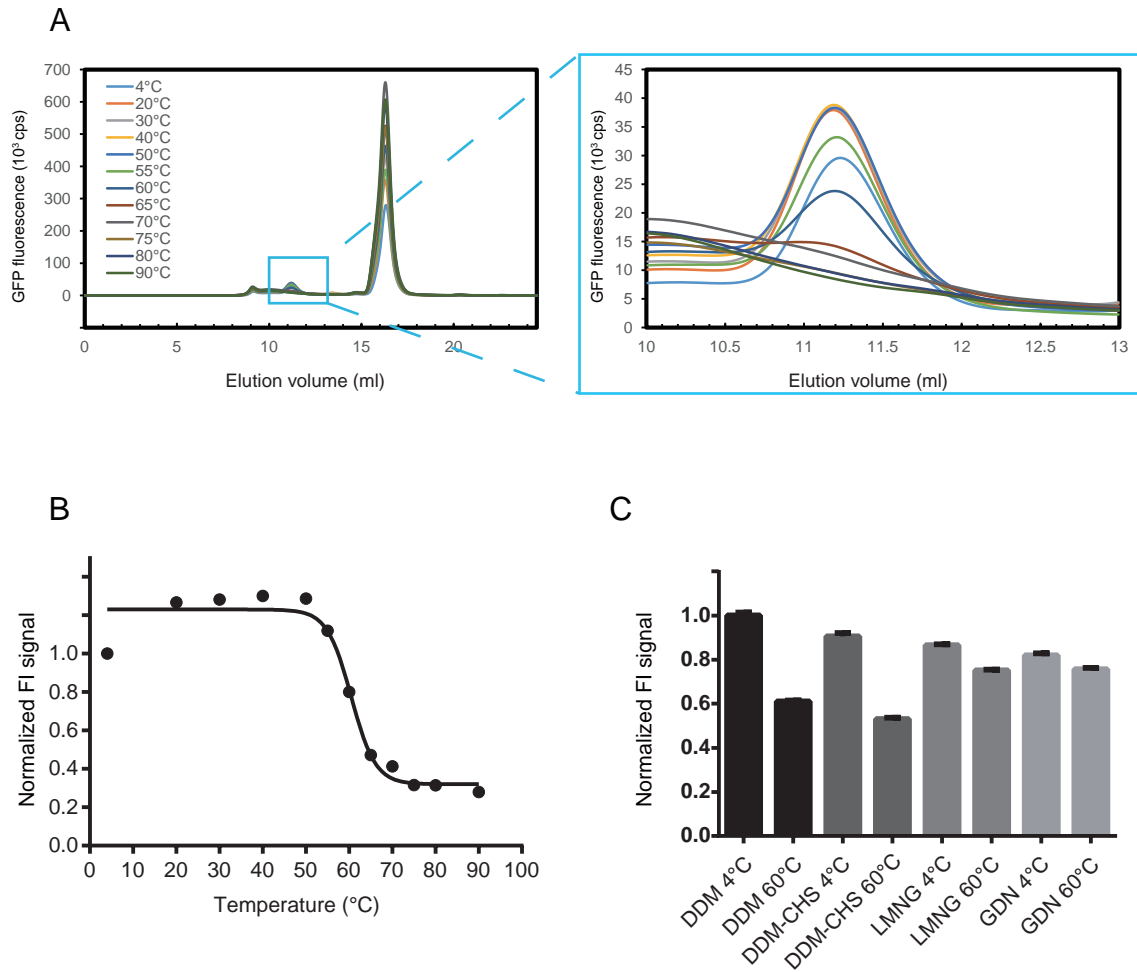 A
GFP fluorescence (10³ cps)
700
600
500
400
300
200
100
0
4°C
20°C
30°C
40°C
50°C
55°C
60°C
65°C
70°C
75°C
80°C
90°C
0 5 10 15 20
Elution volume (ml)
GFP fluorescence (10³ cps)
45
40
35
30
25
20
15
10
5
0
10 10.5 11 11.5 12 12.5 13
Elution volume (ml)
B
Normalized FI signal
1.0
0.8
0.6
0.4
0.2
0.0
0 10 20 30 40 50 60 70 80 90 100
Temperature (°C)
C
Normalized FI signal
1.0
0.8
0.6
0.4
0.2
0.0
DDM 4°C
DDM 60°C
DDM-CHS 4°C
DDM-CHS 60°C
LMNG 4°C
LMNG 60°C
GDN 4°C
GDN 60°C